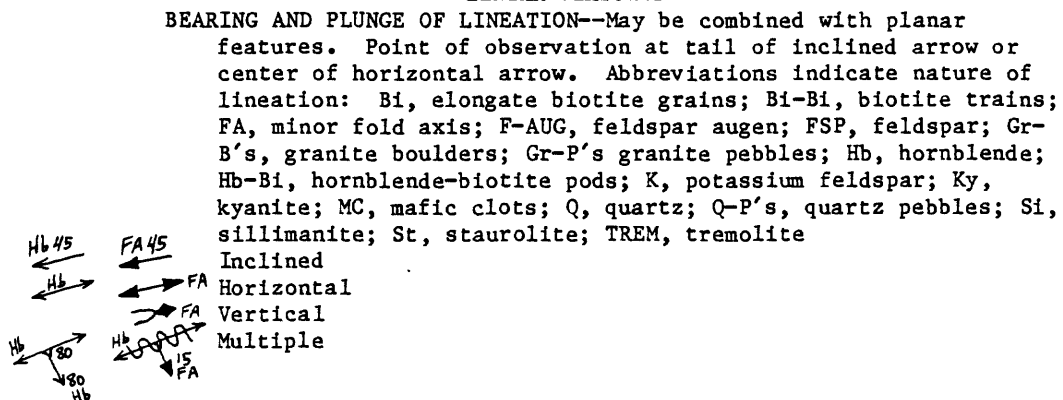 BEARING AND PLUNGE OF LINEATION--May be combined with planar
features. Point of observation at tail of inclined arrow or
center of horizontal arrow. Abbreviations indicate nature of
lineation: Bi, elongate biotite grains; Bi-Bi, biotite trains;
FA, minor fold axis; F-AUG, feldspar augen; FSP, feldspar; Gr-
B's, granite boulders; Gr-P's granite pebbles; Hb, hornblende;
Hb-Bi, hornblende-biotite pods; K, potassium feldspar; Ky,
kyanite; MC, mafic clots; Q, quartz; Q-P's, quartz pebbles; Si,
sillimanite; St, staurolite; TREM, tremolite
Hb 45 FA 45 Inclined
Hb FA Horizontal
FA Vertical
Hb 80 Hb Multiple
80 15
Hb FA